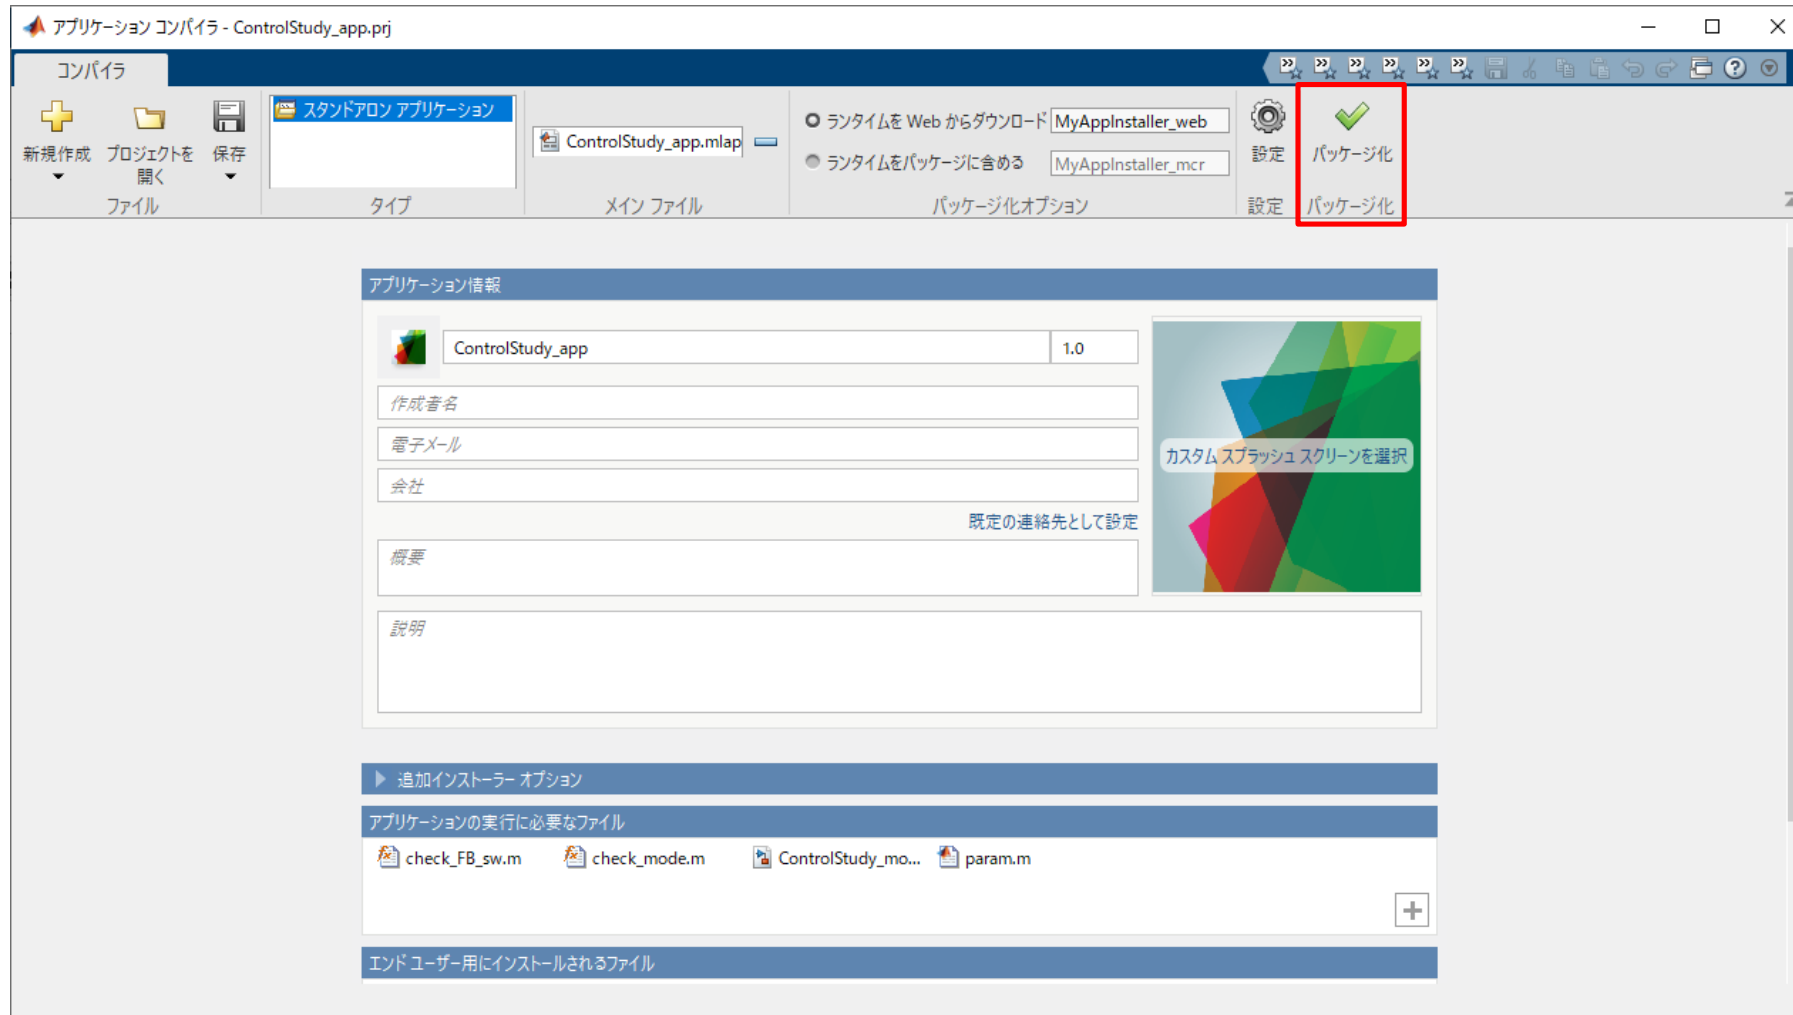 アプリケーション コンパイラ - ControlStudy_app.prj
コンパイラ
新規作成
プロジェクトを
開く
保存
ファイル
スタンドアロン アプリケーション
タイプ
ControlStudy_app.mlap
メイン ファイル
ランタイムを Web からダウンロード
MyAppInstaller_web
ランタイムをパッケージに含める
MyAppInstaller_mcr
パッケージ化オプション
設定
設定
パッケージ化
パッケージ化
アプリケーション情報
ControlStudy_app
1.0
作成者名
電子メール
会社
既定の連絡先として設定
概要
カスタム スプラッシュ スクリーンを選択
説明
追加インストーラー オプション
アプリケーションの実行に必要なファイル
check_FB_sw.m
check_mode.m
ControlStudy_mo...
param.m
エンド ユーザー用にインストールされるファイル